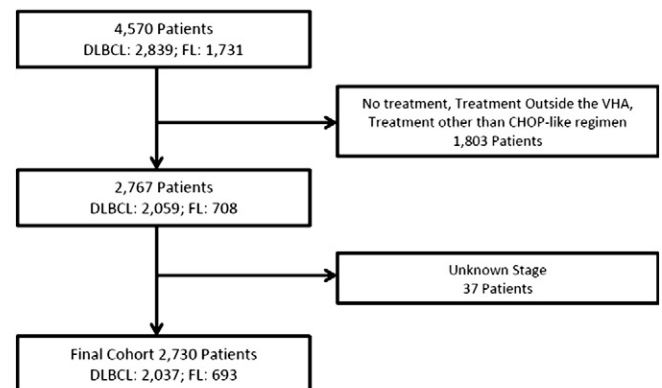 4,570 Patients
DLBCL: 2,839; FL: 1,731
No treatment, Treatment Outside the VHA,
Treatment other than CHOP-like regimen
1,803 Patients
2,767 Patients
DLBCL: 2,059; FL: 708
Unknown Stage
37 Patients
Final Cohort 2,730 Patients
DLBCL: 2,037; FL: 693